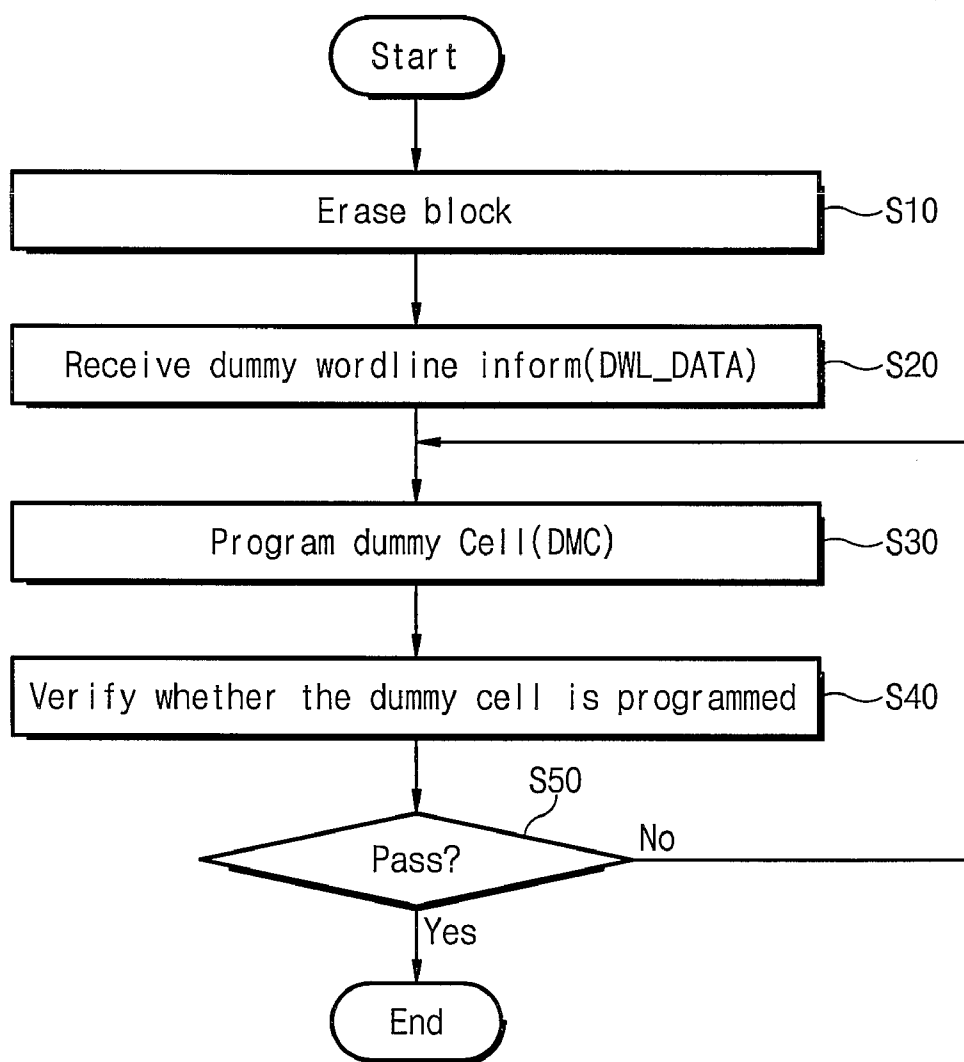 Start
Erase block
S10
Receive dummy wordline inform(DWL_DATA)
S20
Program dummy Cell(DMC)
S30
Verify whether the dummy cell is programmed
S40
S50
Pass?
No
Yes
End